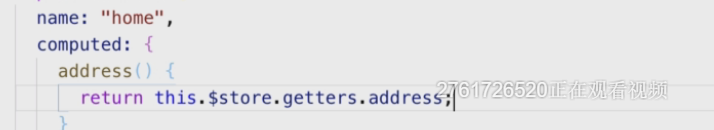 name: "home",
computed: {
address() {
return this.$store.getters.address;
2761726520正在观看视频
}